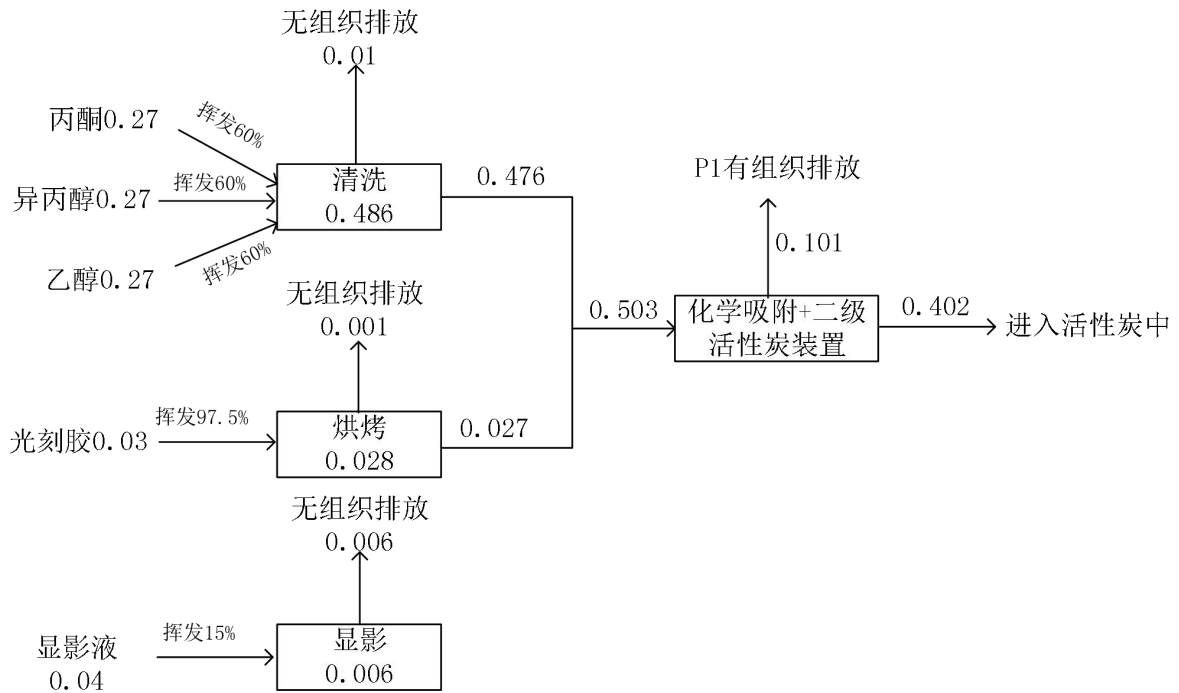 无组织排放
0.01
丙酮0.27
挥发60%
异丙醇0.27
挥发60%
乙醇0.27
挥发60%
清洗
0.486
0.476
无组织排放
0.001
光刻胶0.03
挥发97.5%
烘烤
0.028
0.027
0.503
P1有组织排放
0.101
化学吸附+二级
活性炭装置
0.402
进入活性炭中
无组织排放
0.006
显影液
0.04
挥发15%
显影
0.006